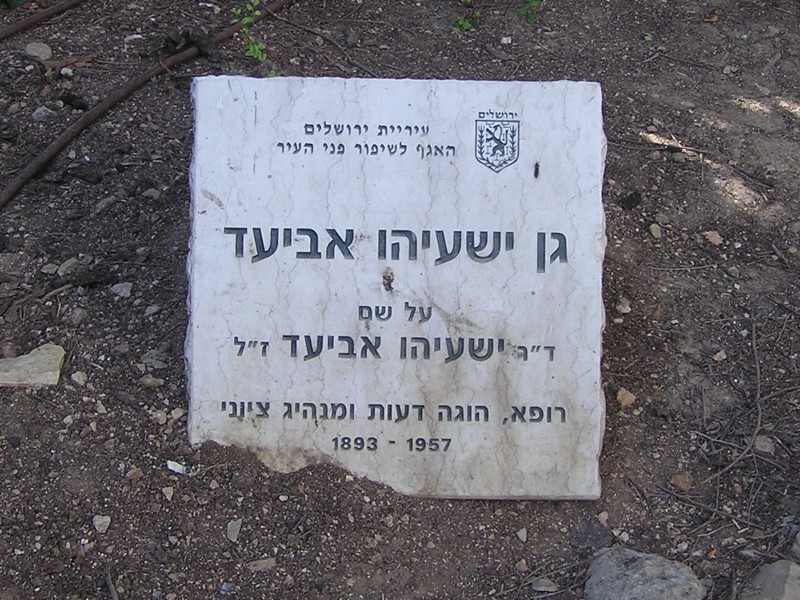 ירושלים
עיריית ירושלים
האגף לשיפור פני העיר
גן ישעיהו אביעד
על שם
ד״ר ישעיהו אביעד ז״ל
רופא, הוגה דעות ומנהיג ציוני
1893 - 1957